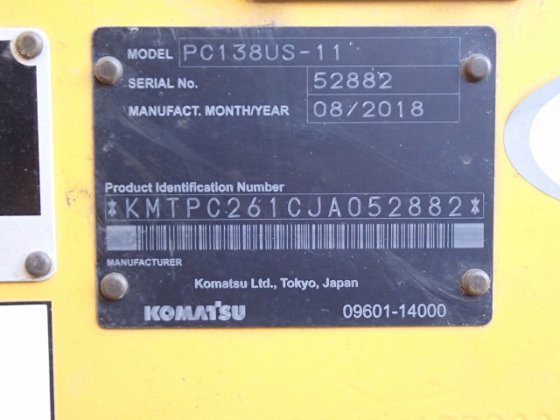 MODEL PC138US-11
SERIAL No. 52882
MANUFACT. MONTH/YEAR 08/2018
Product Identification Number
*KMTPC261CJA052882*
MANUFACTURER
Komatsu Ltd., Tokyo, Japan
KOMATSU 09601-14000